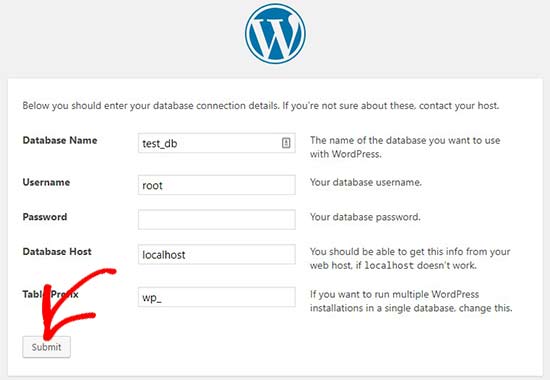 Below you should enter your database connection details. If you're not sure about these, contact your host.
Database Name
test_db
The name of the database you want to use
with WordPress.
Username
root
Your database username.
Password
Your database password.
Database Host
localhost
You should be able to get this info from your
web host, if localhost doesn't work.
Table Prefix
wp_
If you want to run multiple WordPress
installations in a single database, change this.
Submit